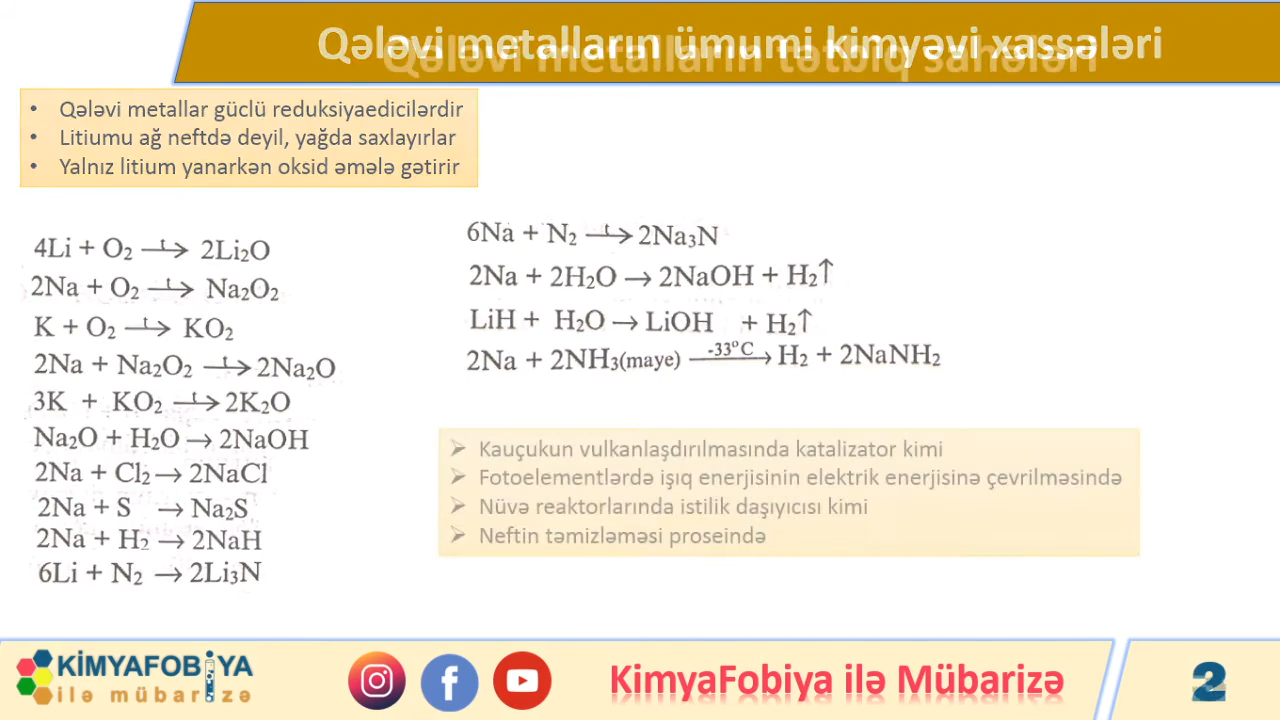 Qələvi metalların ümumi kimyəvi xassələri
Qələvi metalların tətbiq sahələri
• Qələvi metallar güclü reduksiyaedicilərdir
• Litiumu ağ neftdə deyil, yağda saxlayırlar
• Yalnız litium yanarkən oksid əmələ gətirir
4Li + O₂ —t→ 2Li₂O
2Na + O₂ —t→ Na₂O₂
K + O₂ —t→ KO₂
2Na + Na₂O₂ —t→ 2Na₂O
3K + KO₂ —t→ 2K₂O
Na₂O + H₂O → 2NaOH
2Na + Cl₂ → 2NaCl
2Na + S → Na₂S
2Na + H₂ → 2NaH
6Li + N₂ → 2Li₃N
6Na + N₂ —t→ 2Na₃N
2Na + 2H₂O → 2NaOH + H₂↑
LiH + H₂O → LiOH + H₂↑
2Na + 2NH₃(maye) —-33°C→ H₂ + 2NaNH₂
➢ Kauçukun vulkanlaşdırılmasında katalizator kimi
➢ Fotoelementlərdə işıq enerjisinin elektrik enerjisinə çevrilməsində
➢ Nüvə reaktorlarında istilik daşıyıcısı kimi
➢ Neftin təmizləməsi proseində
KİMYAFOBİYA
ilə mübarizə
KimyaFobiya ilə Mübarizə
2